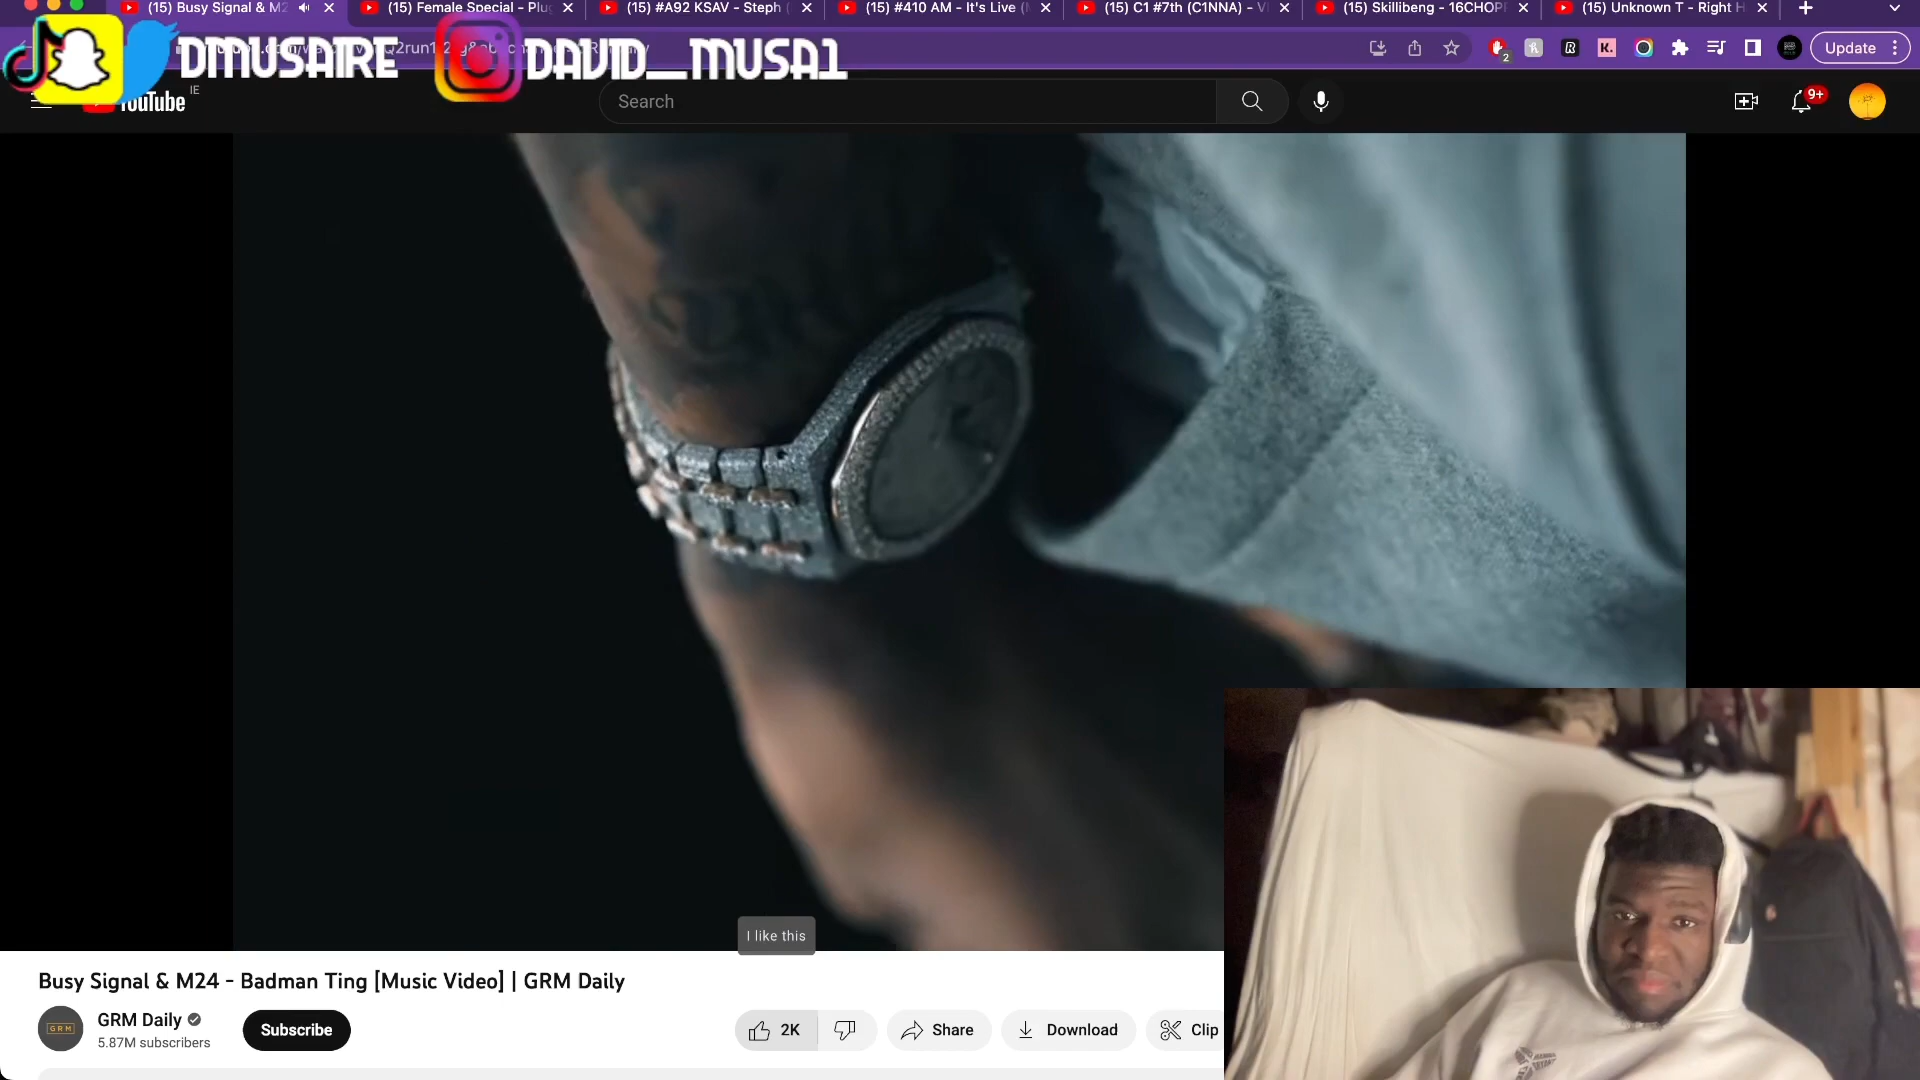 (15) Busy Signal & M2
(15) Female Special - Plu
(15) #A92 KSAV - Steph (
(15) #410 AM - It's Live (M
(15) C1 #7th (C1NNA) - V
(15) Skillibeng - 16CHOP
(15) Unknown T - Right H
DMUSAIRE
DAVID_MUSA1
2
K.
Update
YouTube
IE
Search
9+
I like this
Busy Signal & M24 - Badman Ting [Music Video] | GRM Daily
GRM
GRM Daily
5.87M subscribers
Subscribe
2K
Share
Download
Clip